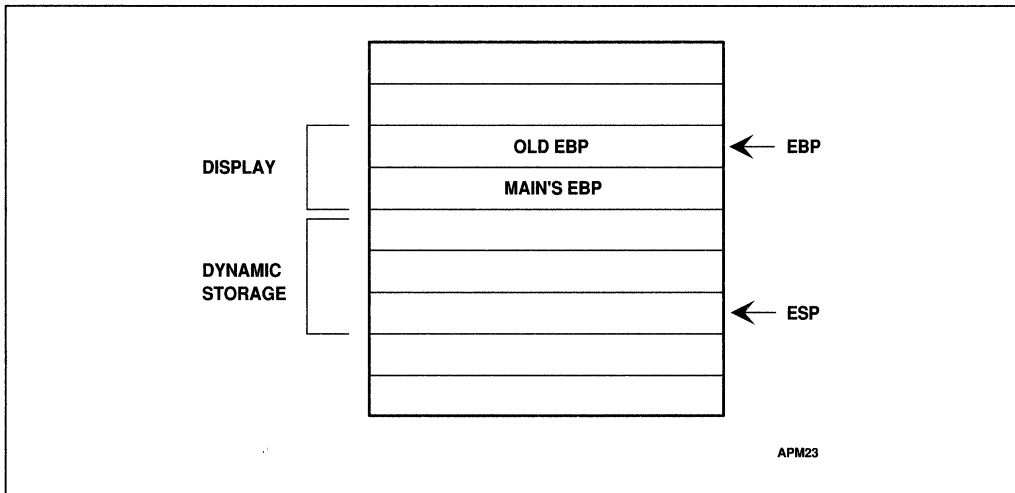 OLD EBP
EBP
DISPLAY
MAIN'S EBP
DYNAMIC
STORAGE
ESP
APM23